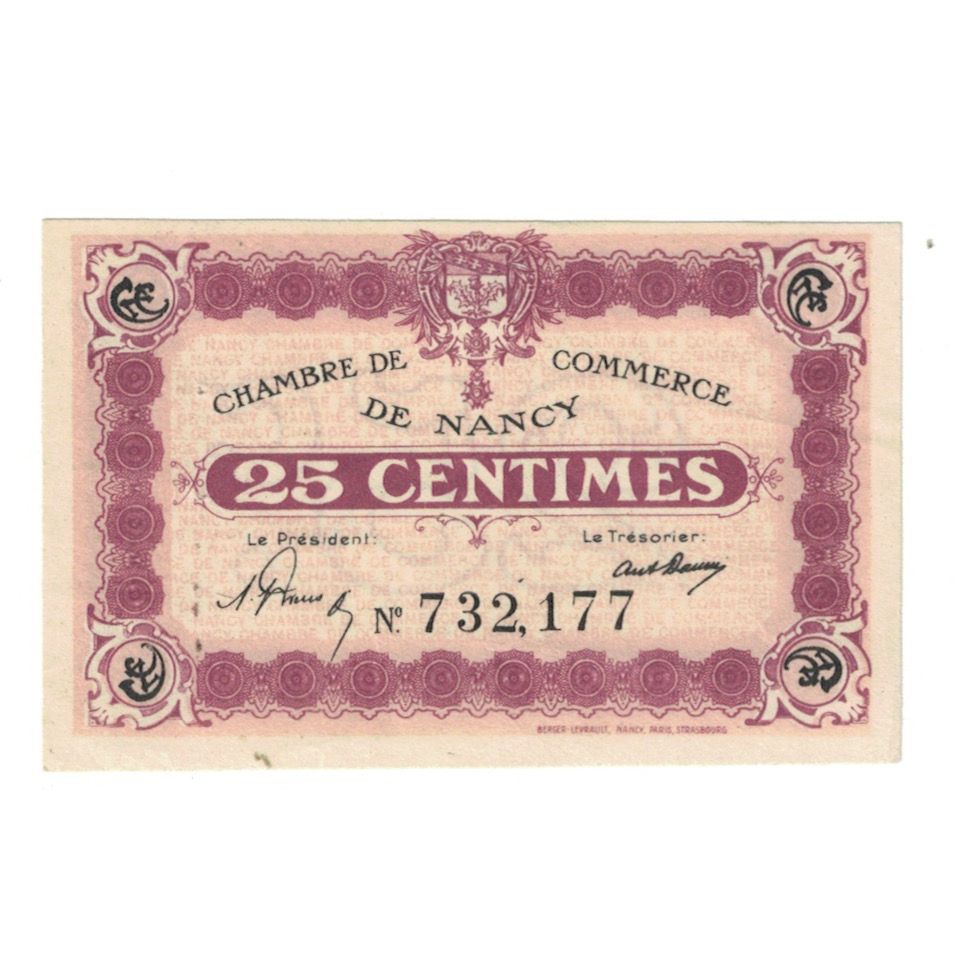 CHAMBRE DE COMMERCE
DE NANCY
25 CENTIMES
Le Président:
Le Trésorier:
Nº 732,177
BERGER-LEVRAULT, NANCY, PARIS, STRASBOURG